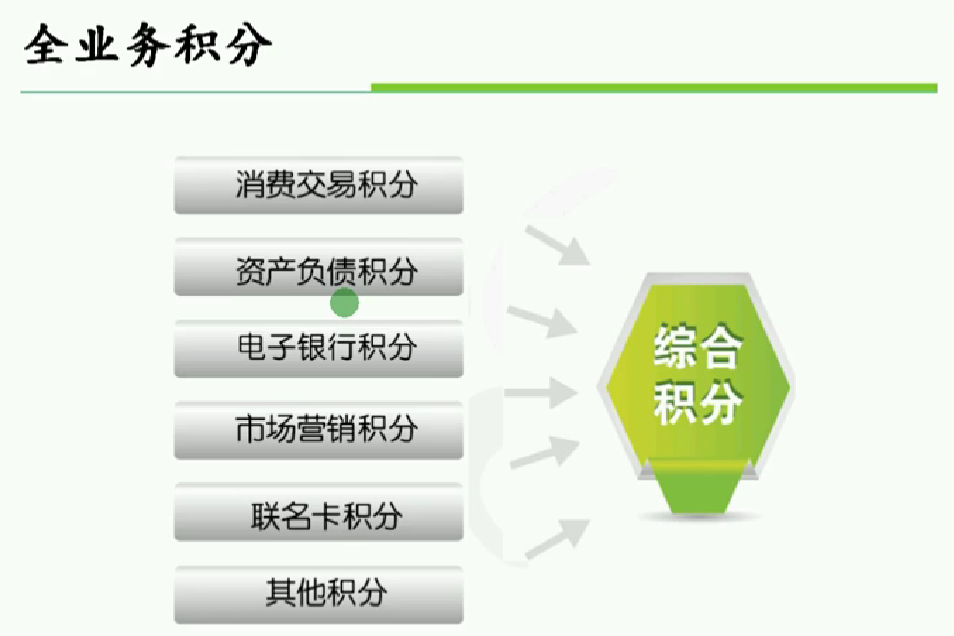 全业务积分
消费交易积分
资产负债积分
电子银行积分
市场营销积分
联名卡积分
其他积分
综合
积分